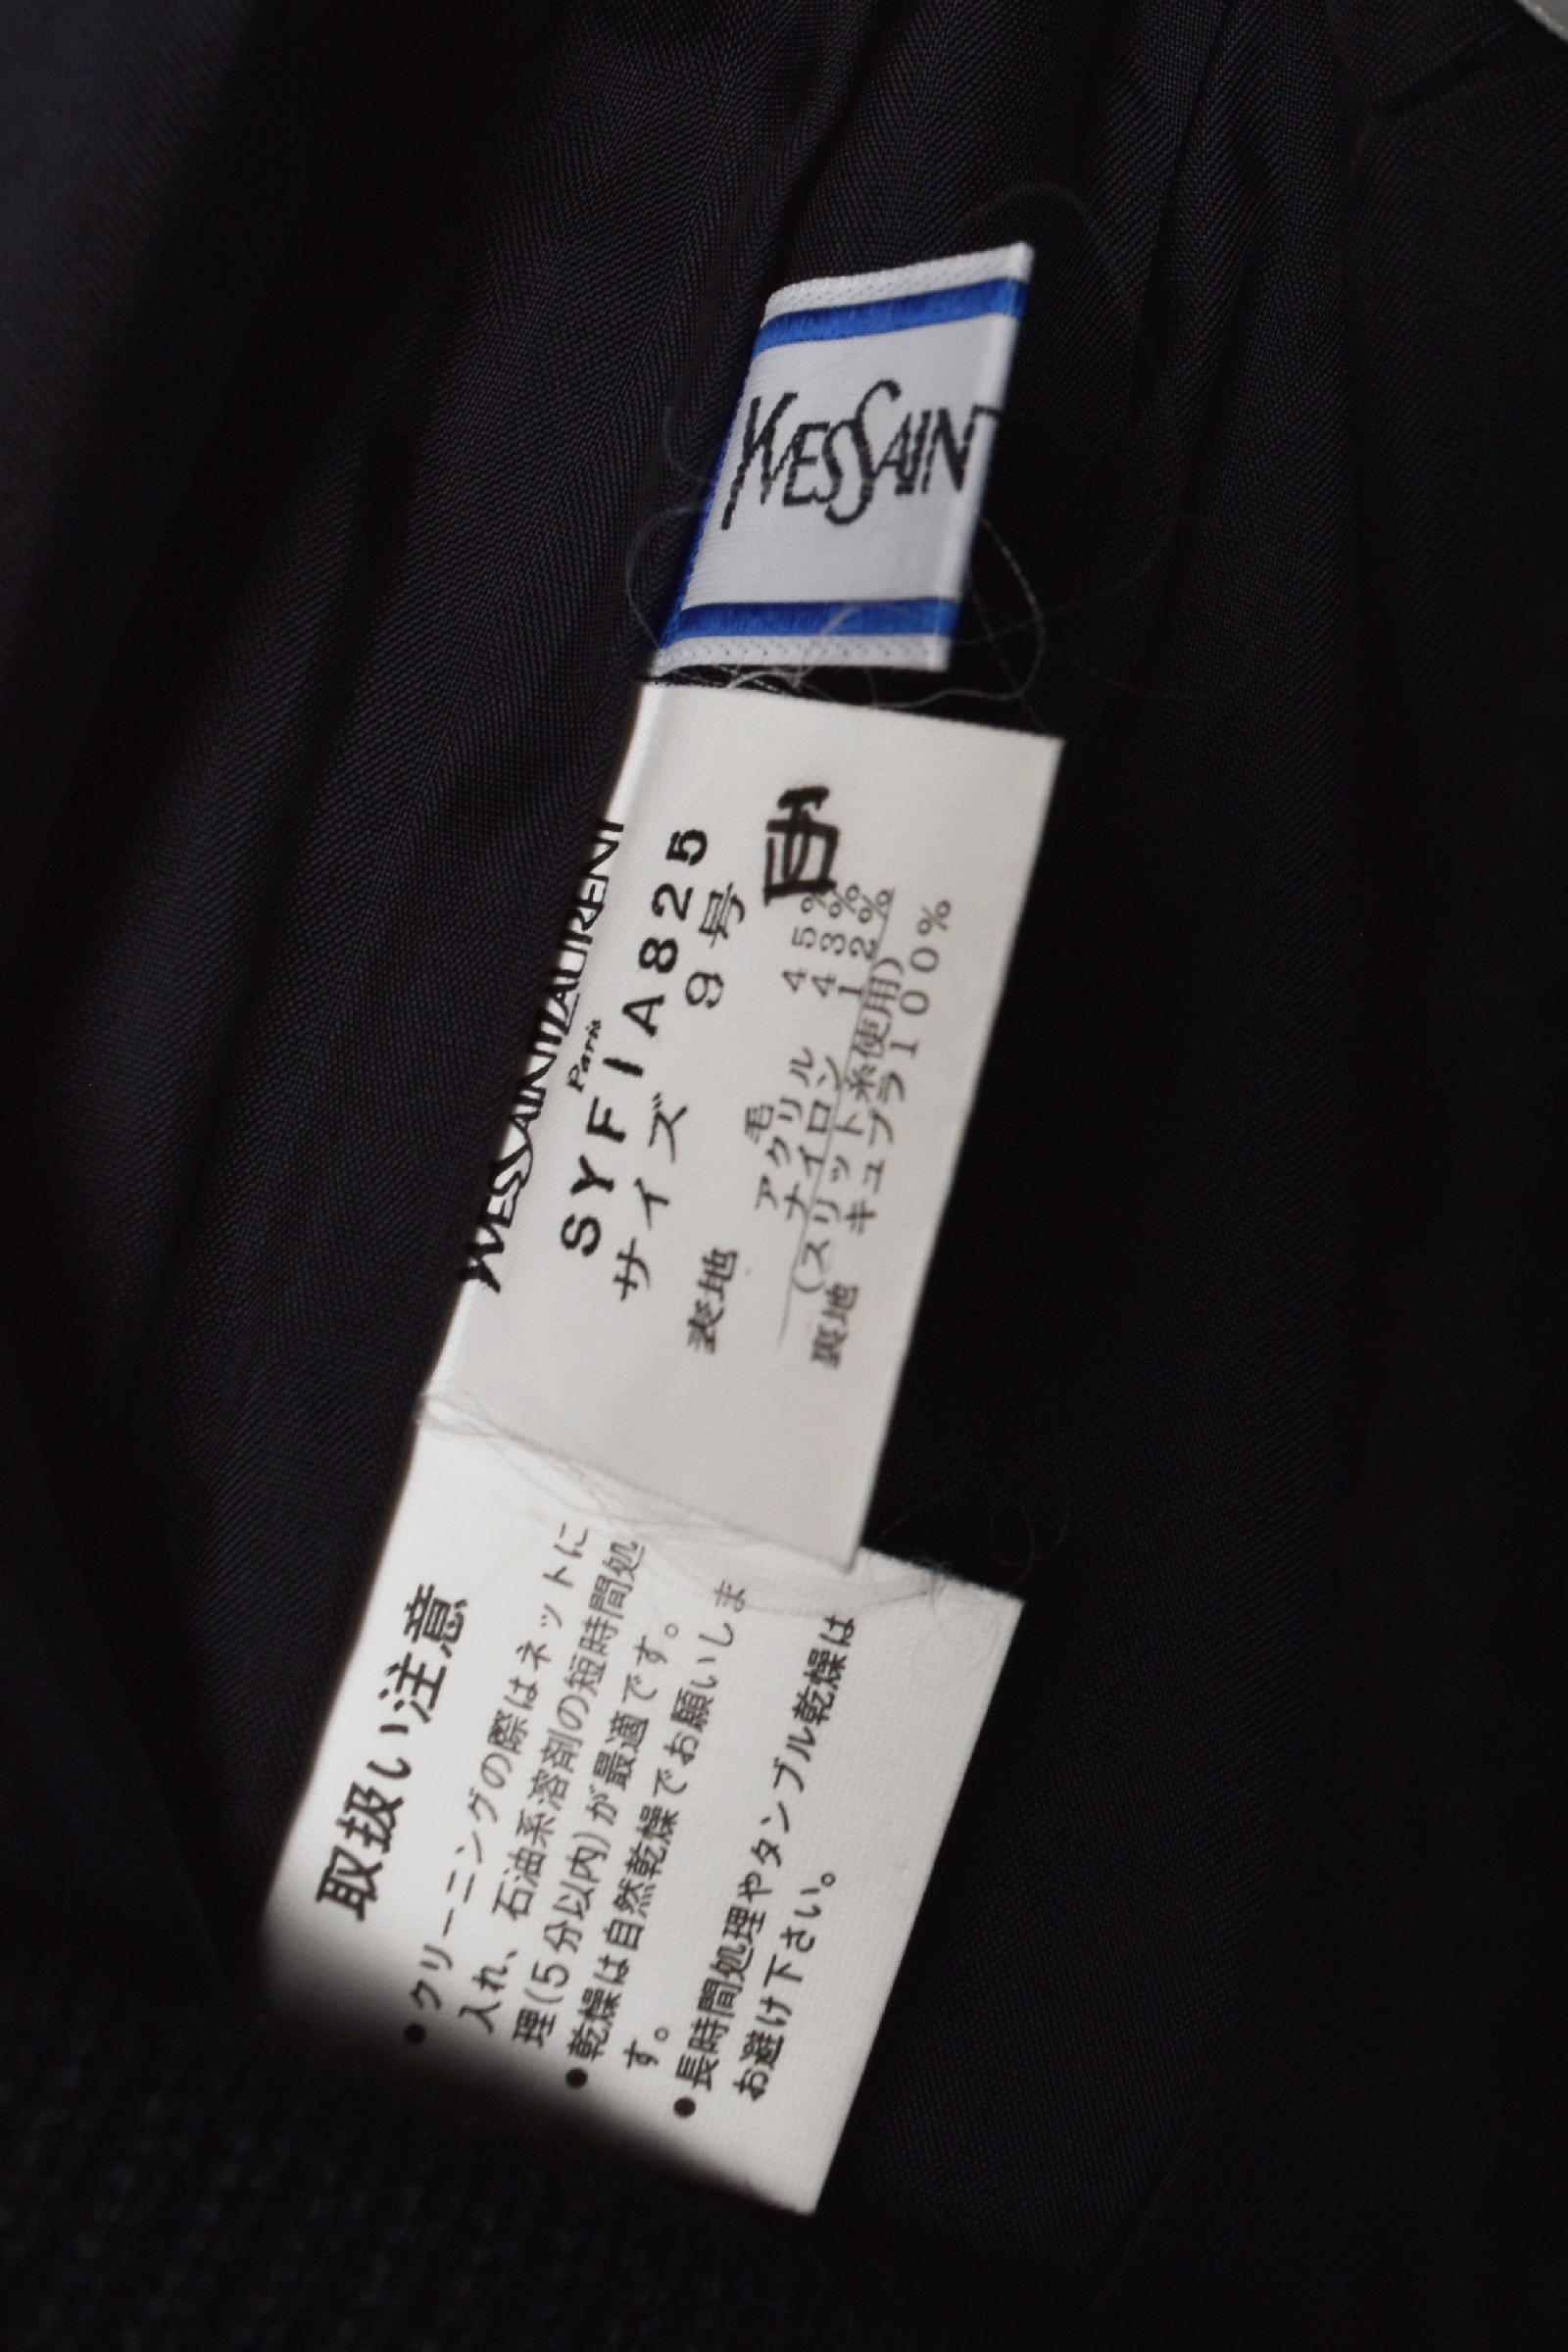 YVESSAINT
YVESSAINTLAURENT
Paris
SYFIA825
サイズ 9号
表地
毛 45%
アクリル 43%
ナイロン 12%
(スリット糸使用)
裏地 キュプラ100%
取扱い注意
●クリーニングの際はネットに
入れ、石油系溶剤の短時間処
理(5分以内)が最適です。
●乾燥は自然乾燥でお願いしま
す。
●長時間処理やタンブル乾燥は
お避け下さい。